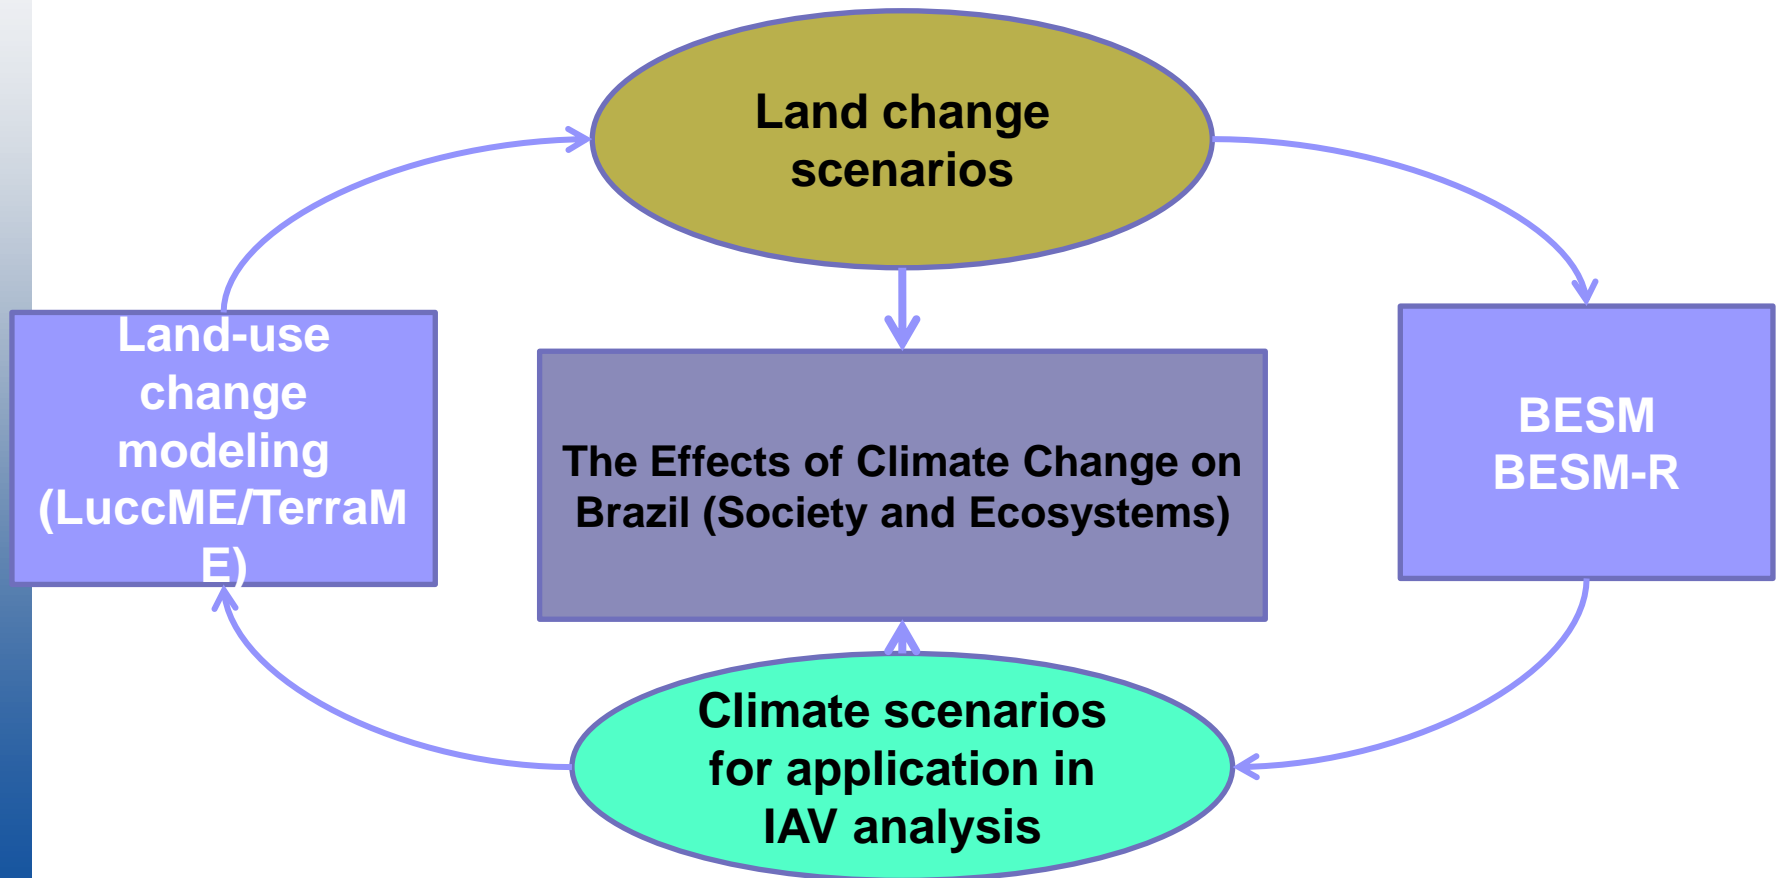 Land change
scenarios
Land-use
change
modeling
(LuccME/TerraM
E)
The Effects of Climate Change on
Brazil (Society and Ecosystems)
BESM
BESM-R
Climate scenarios
for application in
IAV analysis